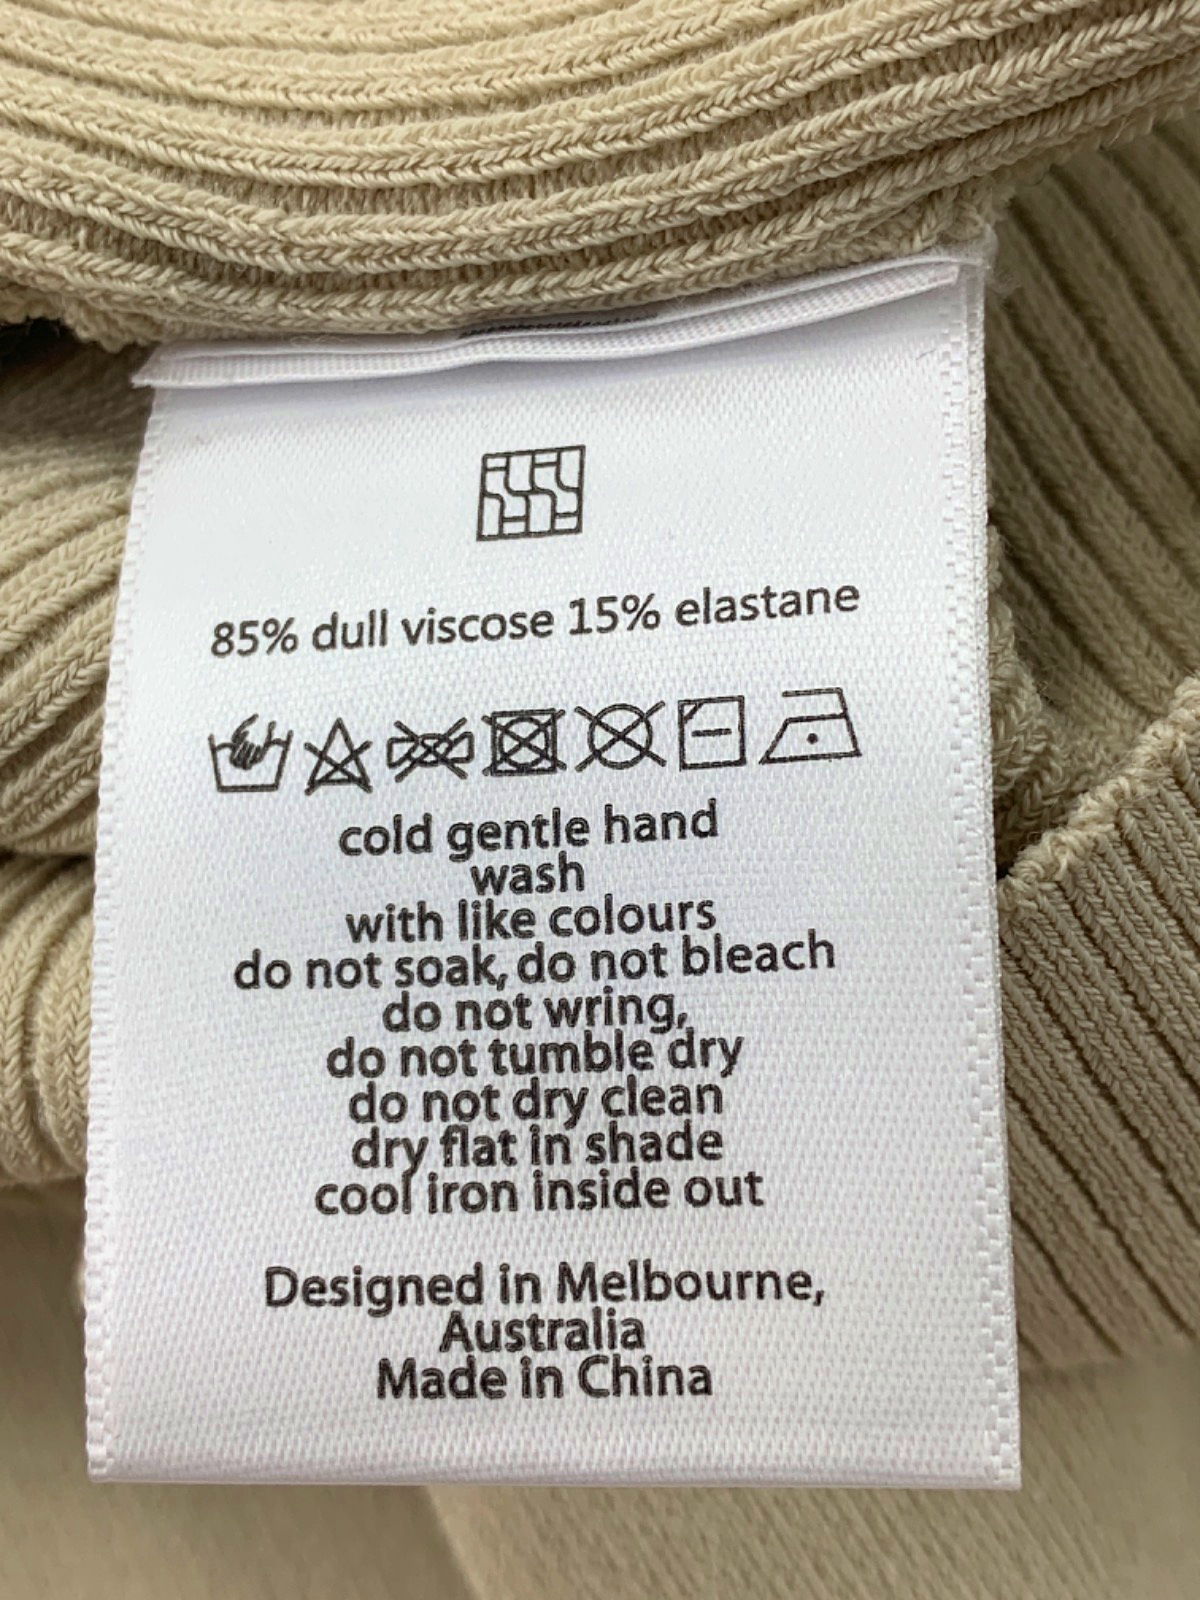 85% dull viscose 15% elastane
cold gentle hand
wash
with like colours
do not soak, do not bleach
do not wring,
do not tumble dry
do not dry clean
dry flat in shade
cool iron inside out
Designed in Melbourne,
Australia
Made in China